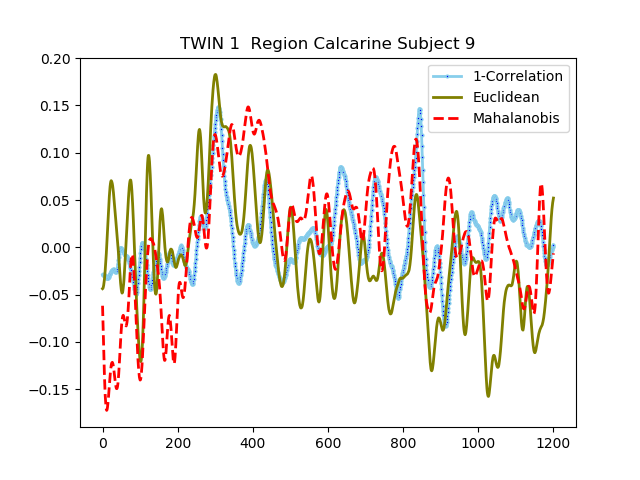 TWIN 1  Region Calcarine Subject 9
0.20
0.15
0.10
0.05
0.00
−0.05
−0.10
−0.15
0 200 400 600 800 1000 1200
1-Correlation
Euclidean
Mahalanobis